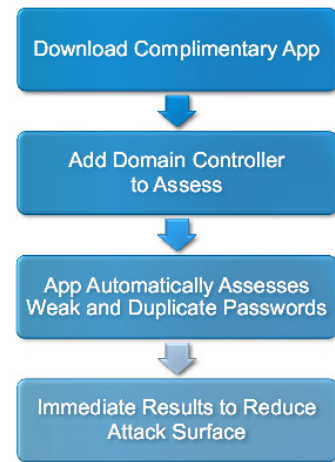 Download Complimentary App
Add Domain Controller
to Assess
App Automatically Assesses
Weak and Duplicate Passwords
Immediate Results to Reduce
Attack Surface